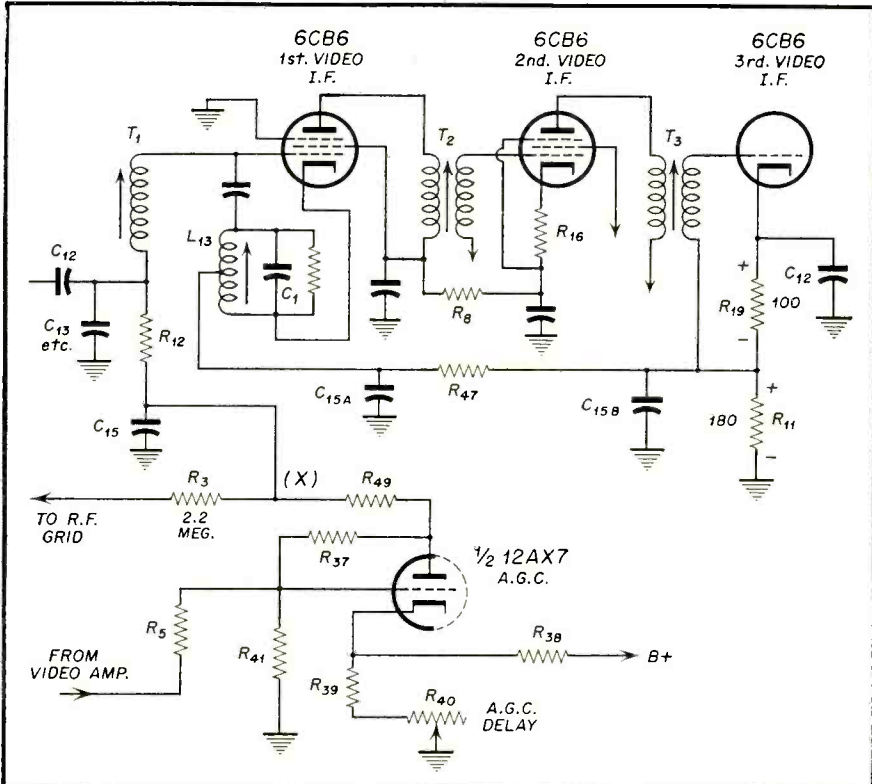 6CB6
1st. VIDEO
I.F.
6CB6
2nd. VIDEO
I.F.
6CB6
3rd. VIDEO
I.F.
T1
T2
T3
R16
L13
C12
C1
C12
+
R19
100
-
R8
C13
etc.
R12
C15A
R47
C15B
+
180
R11
-
C15
(X)
R49
R3
2.2
MEG.
TO R.F.
GRID
R37
1/2 12AX7
A.G.C.
R5
R41
R38
B+
FROM
VIDEO AMP.
R39
R40
A.G.C.
DELAY